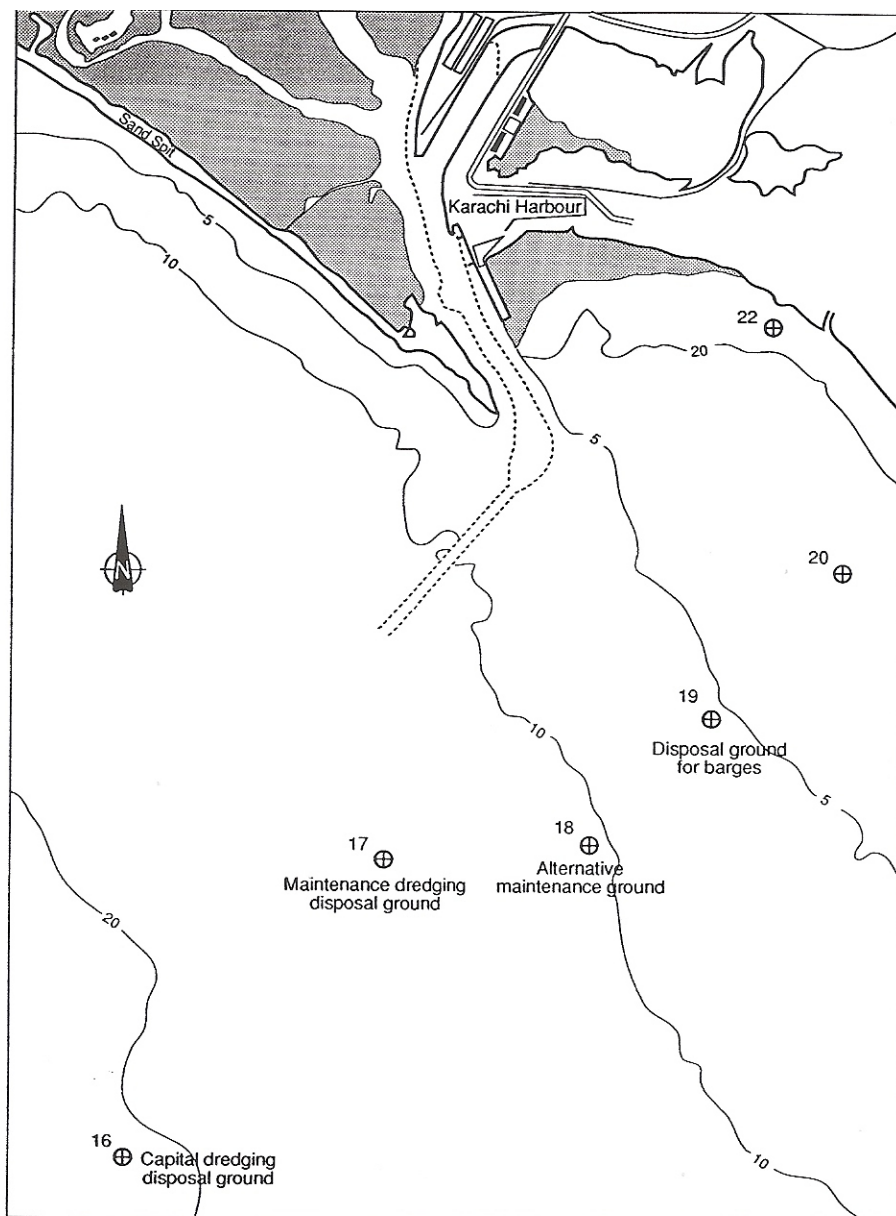 Sand Spit
5
10
Karachi Harbour
22
20
5
N
20
19
Disposal ground
for barges
10
5
18
Alternative
maintenance ground
17
Maintenance dredging
disposal ground
20
16
Capital dredging
disposal ground
10